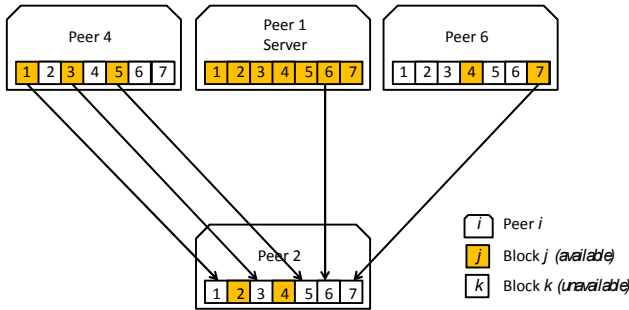 Peer 4
1 2 3 4 5 6 7
Peer 1
Server
1 2 3 4 5 6 7
Peer 6
1 2 3 4 5 6 7
Peer 2
1 2 3 4 5 6 7
i Peer i
j Block j (available)
k Block k (unavailable)